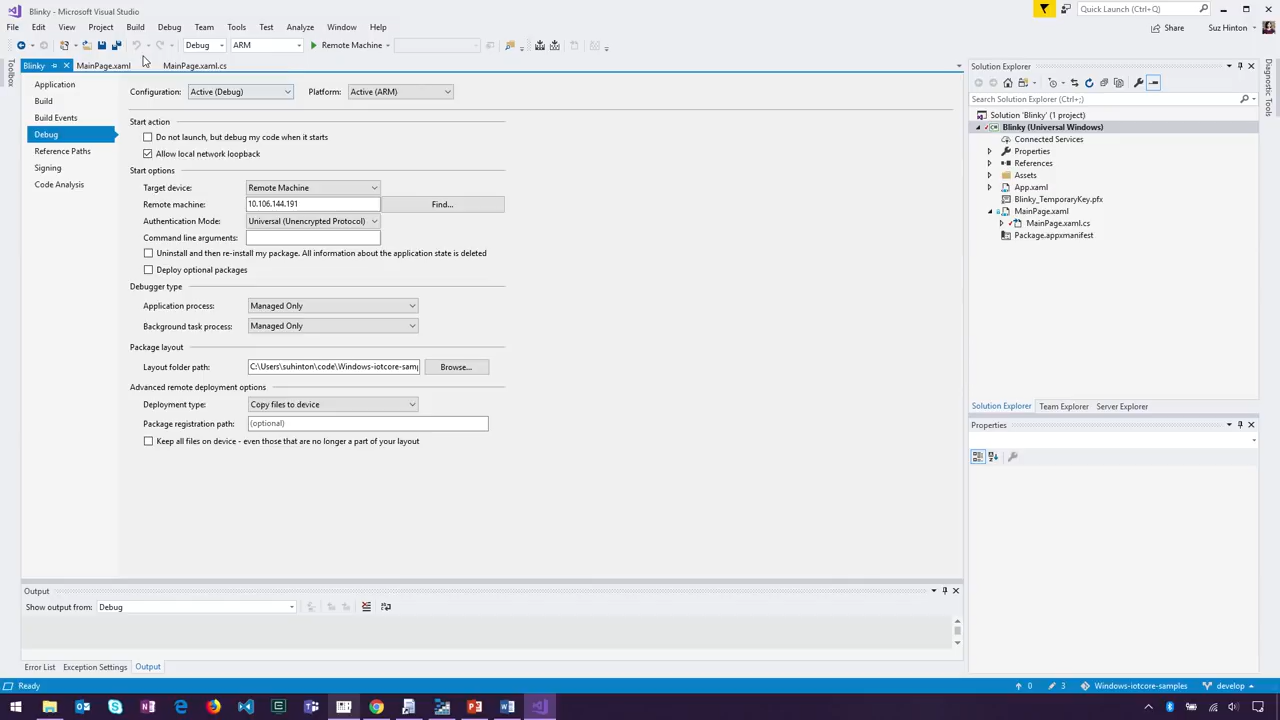 Blinky - Microsoft Visual Studio
Quick Launch (Ctrl+Q)
File Edit View Project Build Debug Team Tools Test Analyze Window Help
Share Suz Hinton
Debug ARM Remote Machine
Blinky MainPage.xaml MainPage.xaml.cs
Toolbox
Application
Build
Build Events
Debug
Reference Paths
Signing
Code Analysis
Configuration: Active (Debug) Platform: Active (ARM)
Start action
Do not launch, but debug my code when it starts
Allow local network loopback
Start options
Target device: Remote Machine
Remote machine: 10.106.144.191 Find...
Authentication Mode: Universal (Unencrypted Protocol)
Command line arguments:
Uninstall and then re-install my package. All information about the application state is deleted
Deploy optional packages
Debugger type
Application process: Managed Only
Background task process: Managed Only
Package layout
Layout folder path: C:\Users\suhinton\code\Windows-iotcore-samp Browse...
Advanced remote deployment options
Deployment type: Copy files to device
Package registration path: (optional)
Keep all files on device - even those that are no longer a part of your layout
Solution Explorer
Search Solution Explorer (Ctrl+;)
Solution 'Blinky' (1 project)
Blinky (Universal Windows)
Connected Services
Properties
References
Assets
App.xaml
Blinky_TemporaryKey.pfx
MainPage.xaml
MainPage.xaml.cs
Package.appxmanifest
Solution Explorer Team Explorer Server Explorer
Properties
Diagnostic Tools
Output
Show output from: Debug
Error List Exception Settings Output
Ready
0 3 Windows-iotcore-samples develop